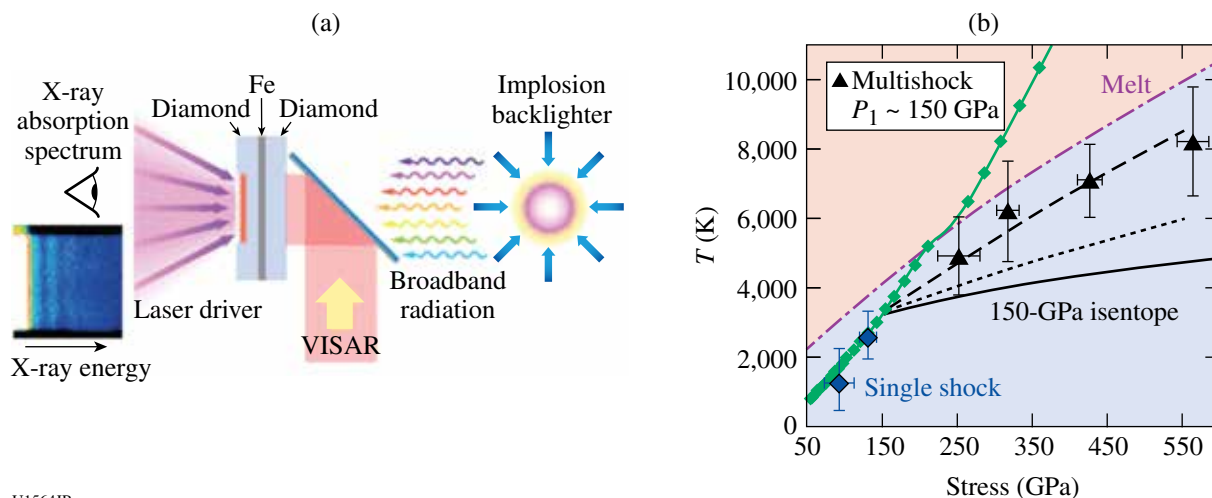 (a)
X-ray
absorption
spectrum
Diamond
Fe
Diamond
Implosion
backlighter
Laser driver
Broadband
radiation
VISAR
X-ray energy
(b)
Multishock
P1 ~ 150 GPa
Melt
150-GPa isentope
Single shock
T (K)
10,000
8,000
6,000
4,000
2,000
0
50 150 250 350 450 550
Stress (GPa)